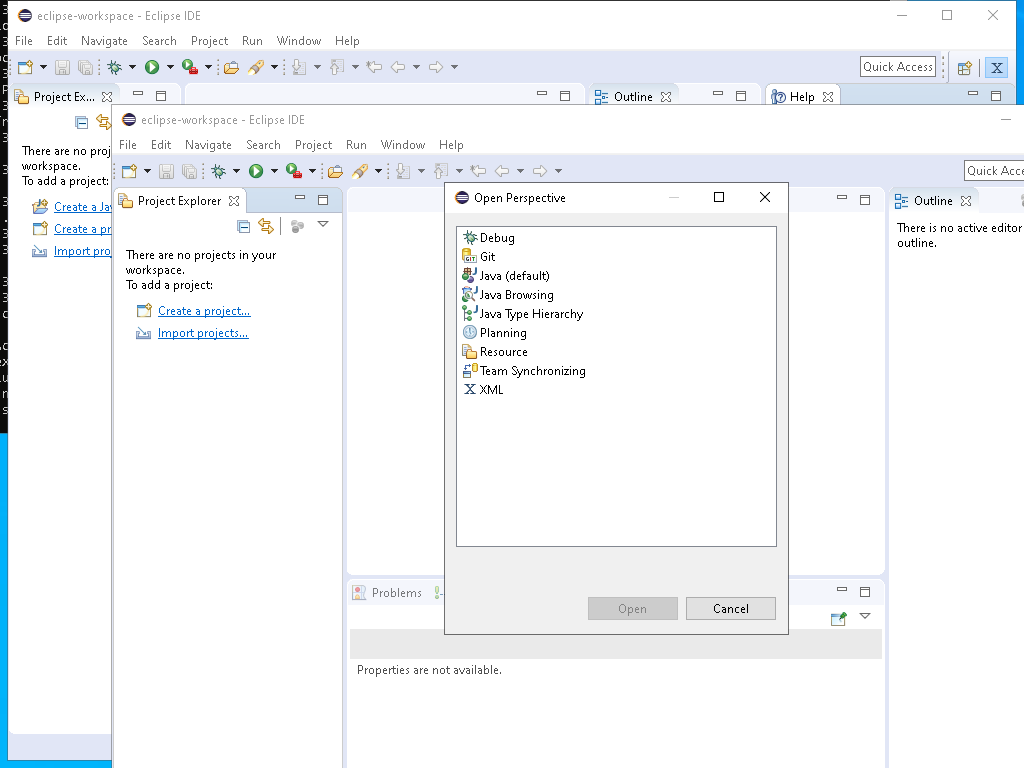 eclipse-workspace - Eclipse IDE
File Edit Navigate Search Project Run Window Help
Quick Access
Project Ex...
Outline
Help
There are no proj
workspace.
To add a project:
Create a Ja
Create a pr
Import pro
eclipse-workspace - Eclipse IDE
File Edit Navigate Search Project Run Window Help
Quick Acce
Project Explorer
There are no projects in your
workspace.
To add a project:
Create a project...
Import projects...
Outline
There is no active editor
outline.
Problems
Properties are not available.
Open Perspective
Debug
Git
Java (default)
Java Browsing
Java Type Hierarchy
Planning
Resource
Team Synchronizing
XML
Open
Cancel